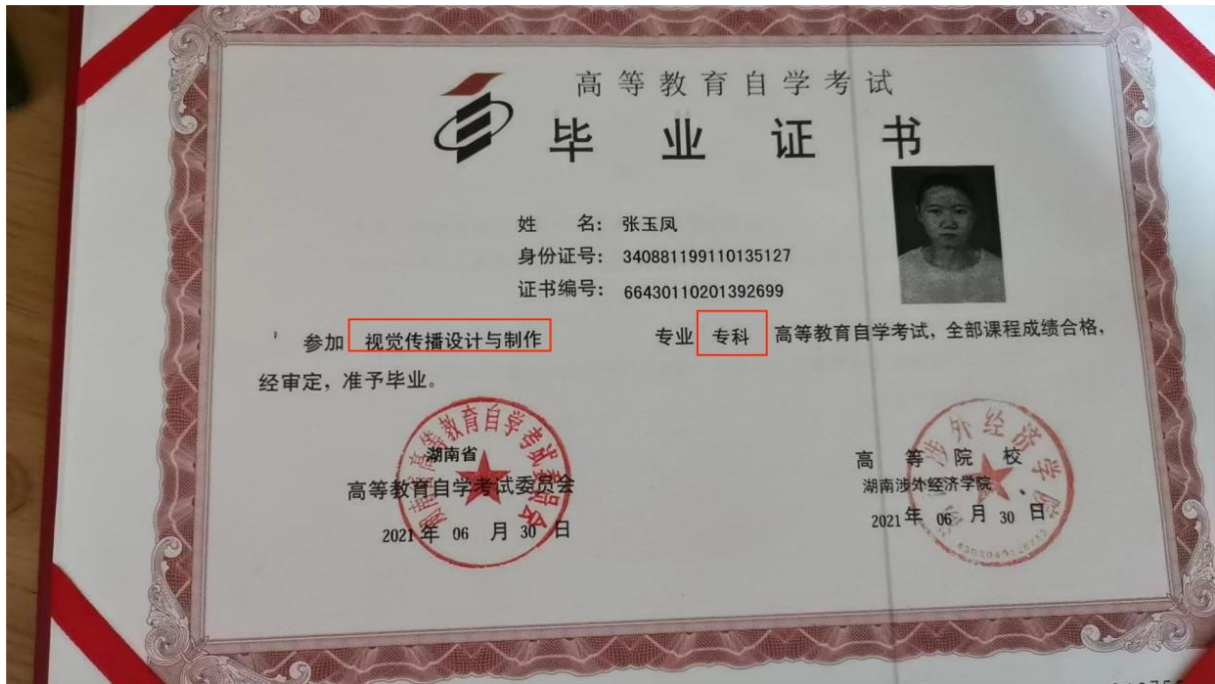 高等教育自学考试
毕业证书
姓 名: 张玉凤
身份证号: 340881199110135127
证书编号: 66430110201392699
参加 视觉传播设计与制作 专业 专科 高等教育自学考试, 全部课程成绩合格,
经审定, 准予毕业。
湖南省
高等教育自学考试委员会
2021年 06 月 30 日
高等院校
湖南涉外经济学院
2021年 06 月 30 日